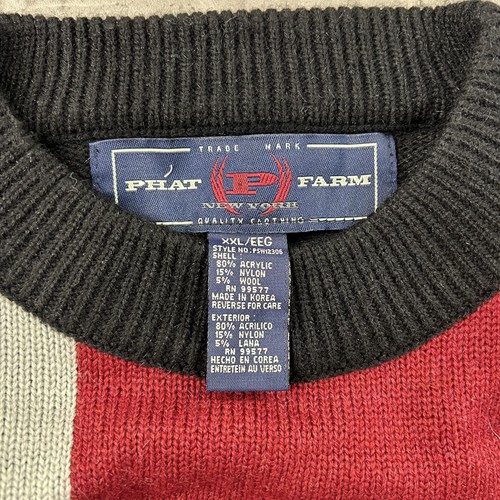 TRADE MARK
PHAT P FARM
NEW YORK
QUALITY CLOTHING
XXL/EEG
STYLE NO.: PSW12305
SHELL :
80% ACRYLIC
15% NYLON
5% WOOL
RN 99577
MADE IN KOREA
REVERSE FOR CARE
EXTERIOR :
80% ACRILICO
15% NYLON
5% LANA
RN 99577
HECHO EN COREA
ENTRETEIN AU VERSO